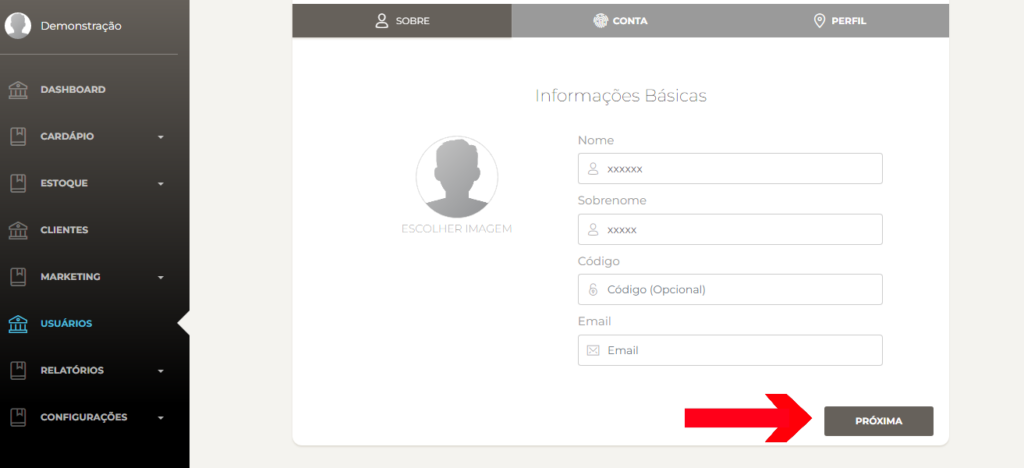 Demonstração
DASHBOARD
CARDÁPIO
ESTOQUE
CLIENTES
MARKETING
USUÁRIOS
RELATÓRIOS
CONFIGURAÇÕES
SOBRE
CONTA
PERFIL
Informações Básicas
ESCOLHER IMAGEM
Nome
xxxxxx
Sobrenome
xxxxx
Código
Código (Opcional)
Email
Email
PRÓXIMA